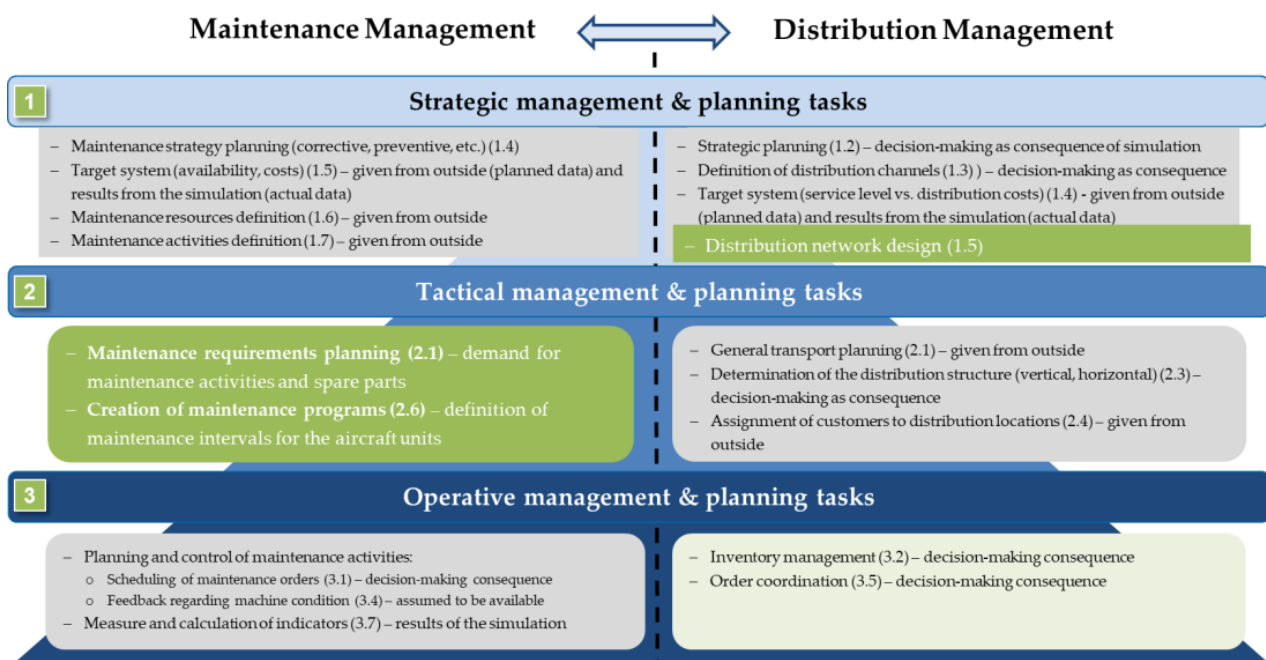 Maintenance Management
Distribution Management
1
Strategic management & planning tasks
– Maintenance strategy planning (corrective, preventive, etc.) (1.4)
– Target system (availability, costs) (1.5) – given from outside (planned data) and
results from the simulation (actual data)
– Maintenance resources definition (1.6) – given from outside
– Maintenance activities definition (1.7) – given from outside
– Strategic planning (1.2) – decision-making as consequence of simulation
– Definition of distribution channels (1.3) ) – decision-making as consequence
– Target system (service level vs. distribution costs) (1.4) - given from outside
(planned data) and results from the simulation (actual data)
– Distribution network design (1.5)
2
Tactical management & planning tasks
– Maintenance requirements planning (2.1) – demand for
maintenance activities and spare parts
– Creation of maintenance programs (2.6) – definition of
maintenance intervals for the aircraft units
– General transport planning (2.1) – given from outside
– Determination of the distribution structure (vertical, horizontal) (2.3) –
decision-making as consequence
– Assignment of customers to distribution locations (2.4) – given from
outside
3
Operative management & planning tasks
– Planning and control of maintenance activities:
o Scheduling of maintenance orders (3.1) – decision-making consequence
o Feedback regarding machine condition (3.4) – assumed to be available
– Measure and calculation of indicators (3.7) – results of the simulation
– Inventory management (3.2) – decision-making consequence
– Order coordination (3.5) – decision-making consequence